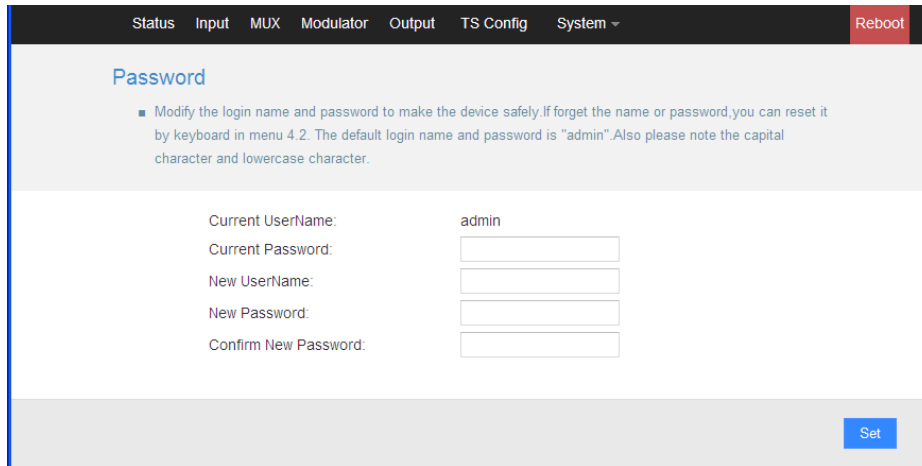 Status Input MUX Modulator Output TS Config System Reboot
Password
Modify the login name and password to make the device safely.If forget the name or password,you can reset it
by keyboard in menu 4.2. The default login name and password is "admin".Also please note the capital
character and lowercase character.
Current UserName: admin
Current Password:
New UserName:
New Password:
Confirm New Password:
Set